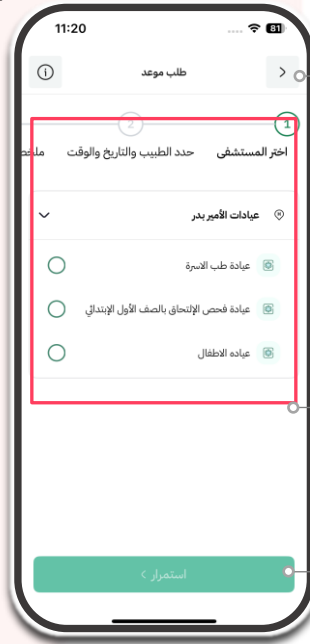 11:20
81
طلب موعد
1
2
اختر المستشفى
حدد الطبيب والتاريخ والوقت
عيادات الأمير بدر
عيادة طب الاسرة
عيادة فحص الإلتحاق بالصف الأول الإبتدائي
عياده الاطفال
استمرار